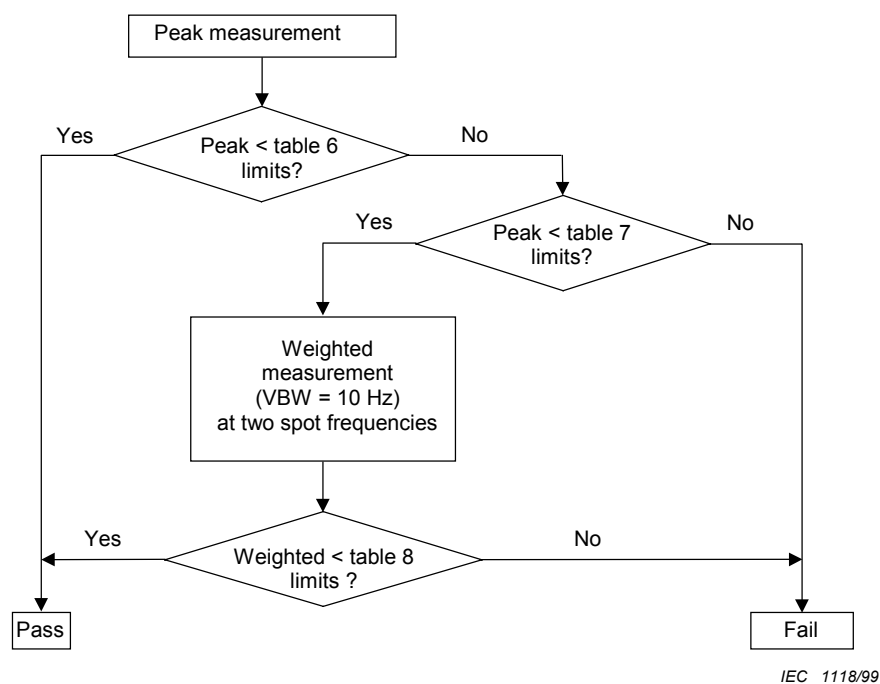 Peak measurement
Yes
Peak < table 6
limits?
No
Yes
Peak < table 7
limits?
No
Weighted
measurement
(VBW = 10 Hz)
at two spot frequencies
Yes
Weighted < table 8
limits ?
No
Pass
Fail
IEC 1118/99